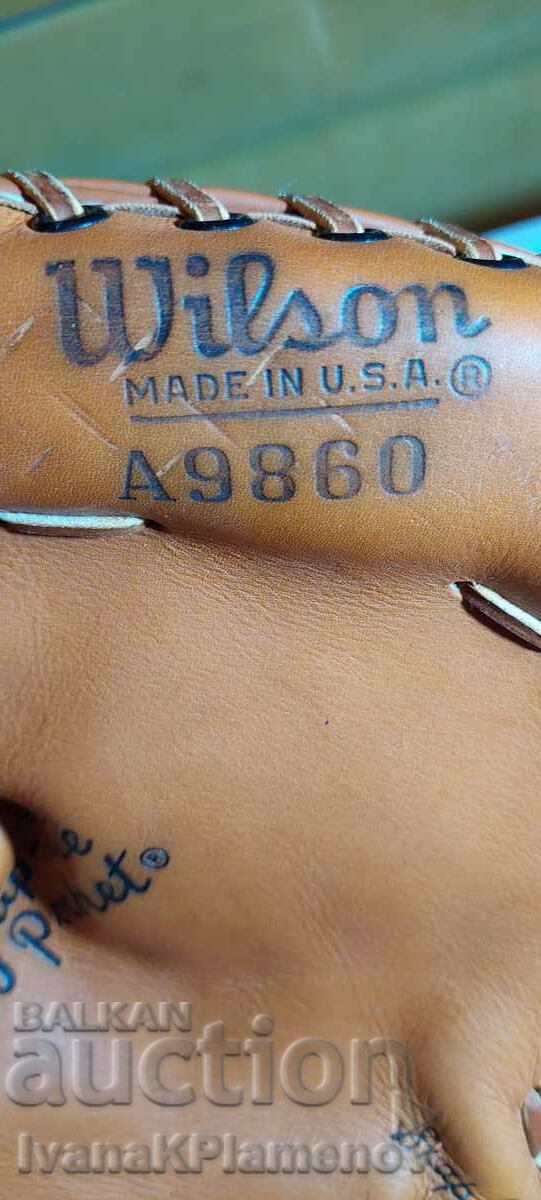 Wilson
MADE IN U.S.A. ®
A9860
Pocket ®
BALKAN
auction
IvanaKPlamenov